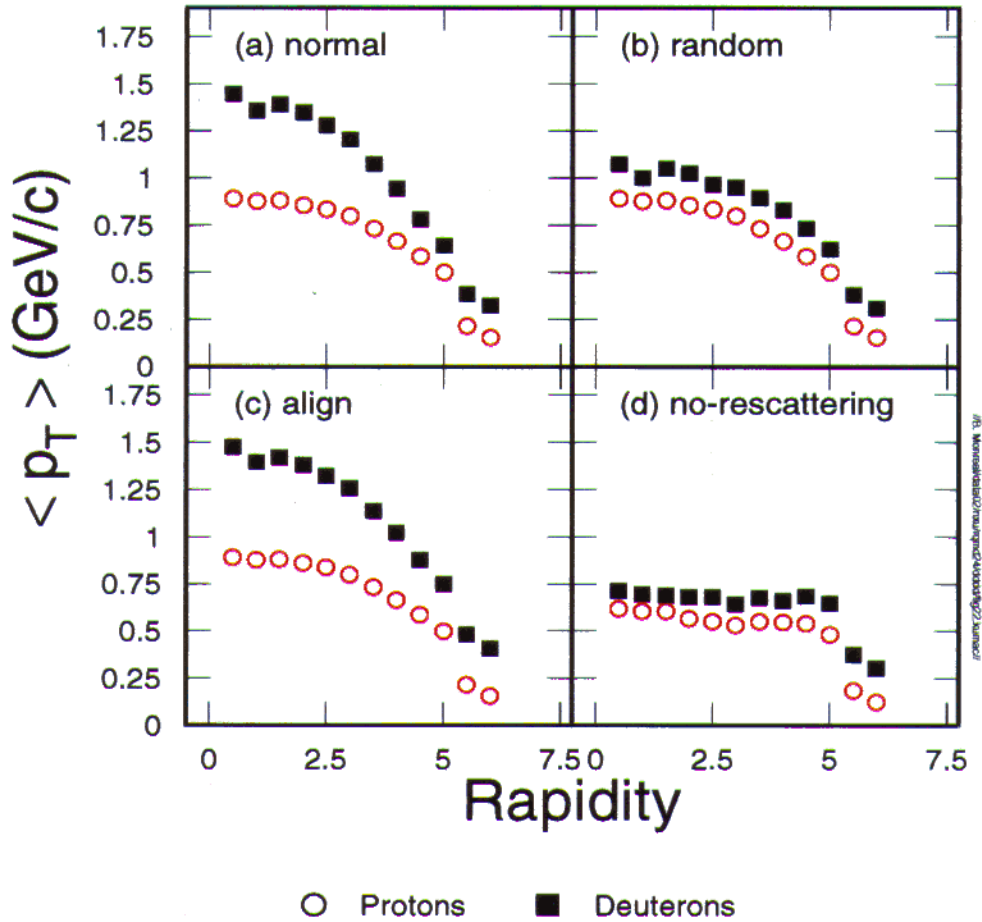 (a) normal
(b) random
1.75
1.5
1.25
1
0.75
0.5
0.25
0
(c) align
(d) no-rescattering
1.75
1.5
1.25
1
0.75
0.5
0.25
0
< p_T > (GeV/c)
0 2.5 5 7.5 0 2.5 5 7.5
Rapidity
Protons Deuterons